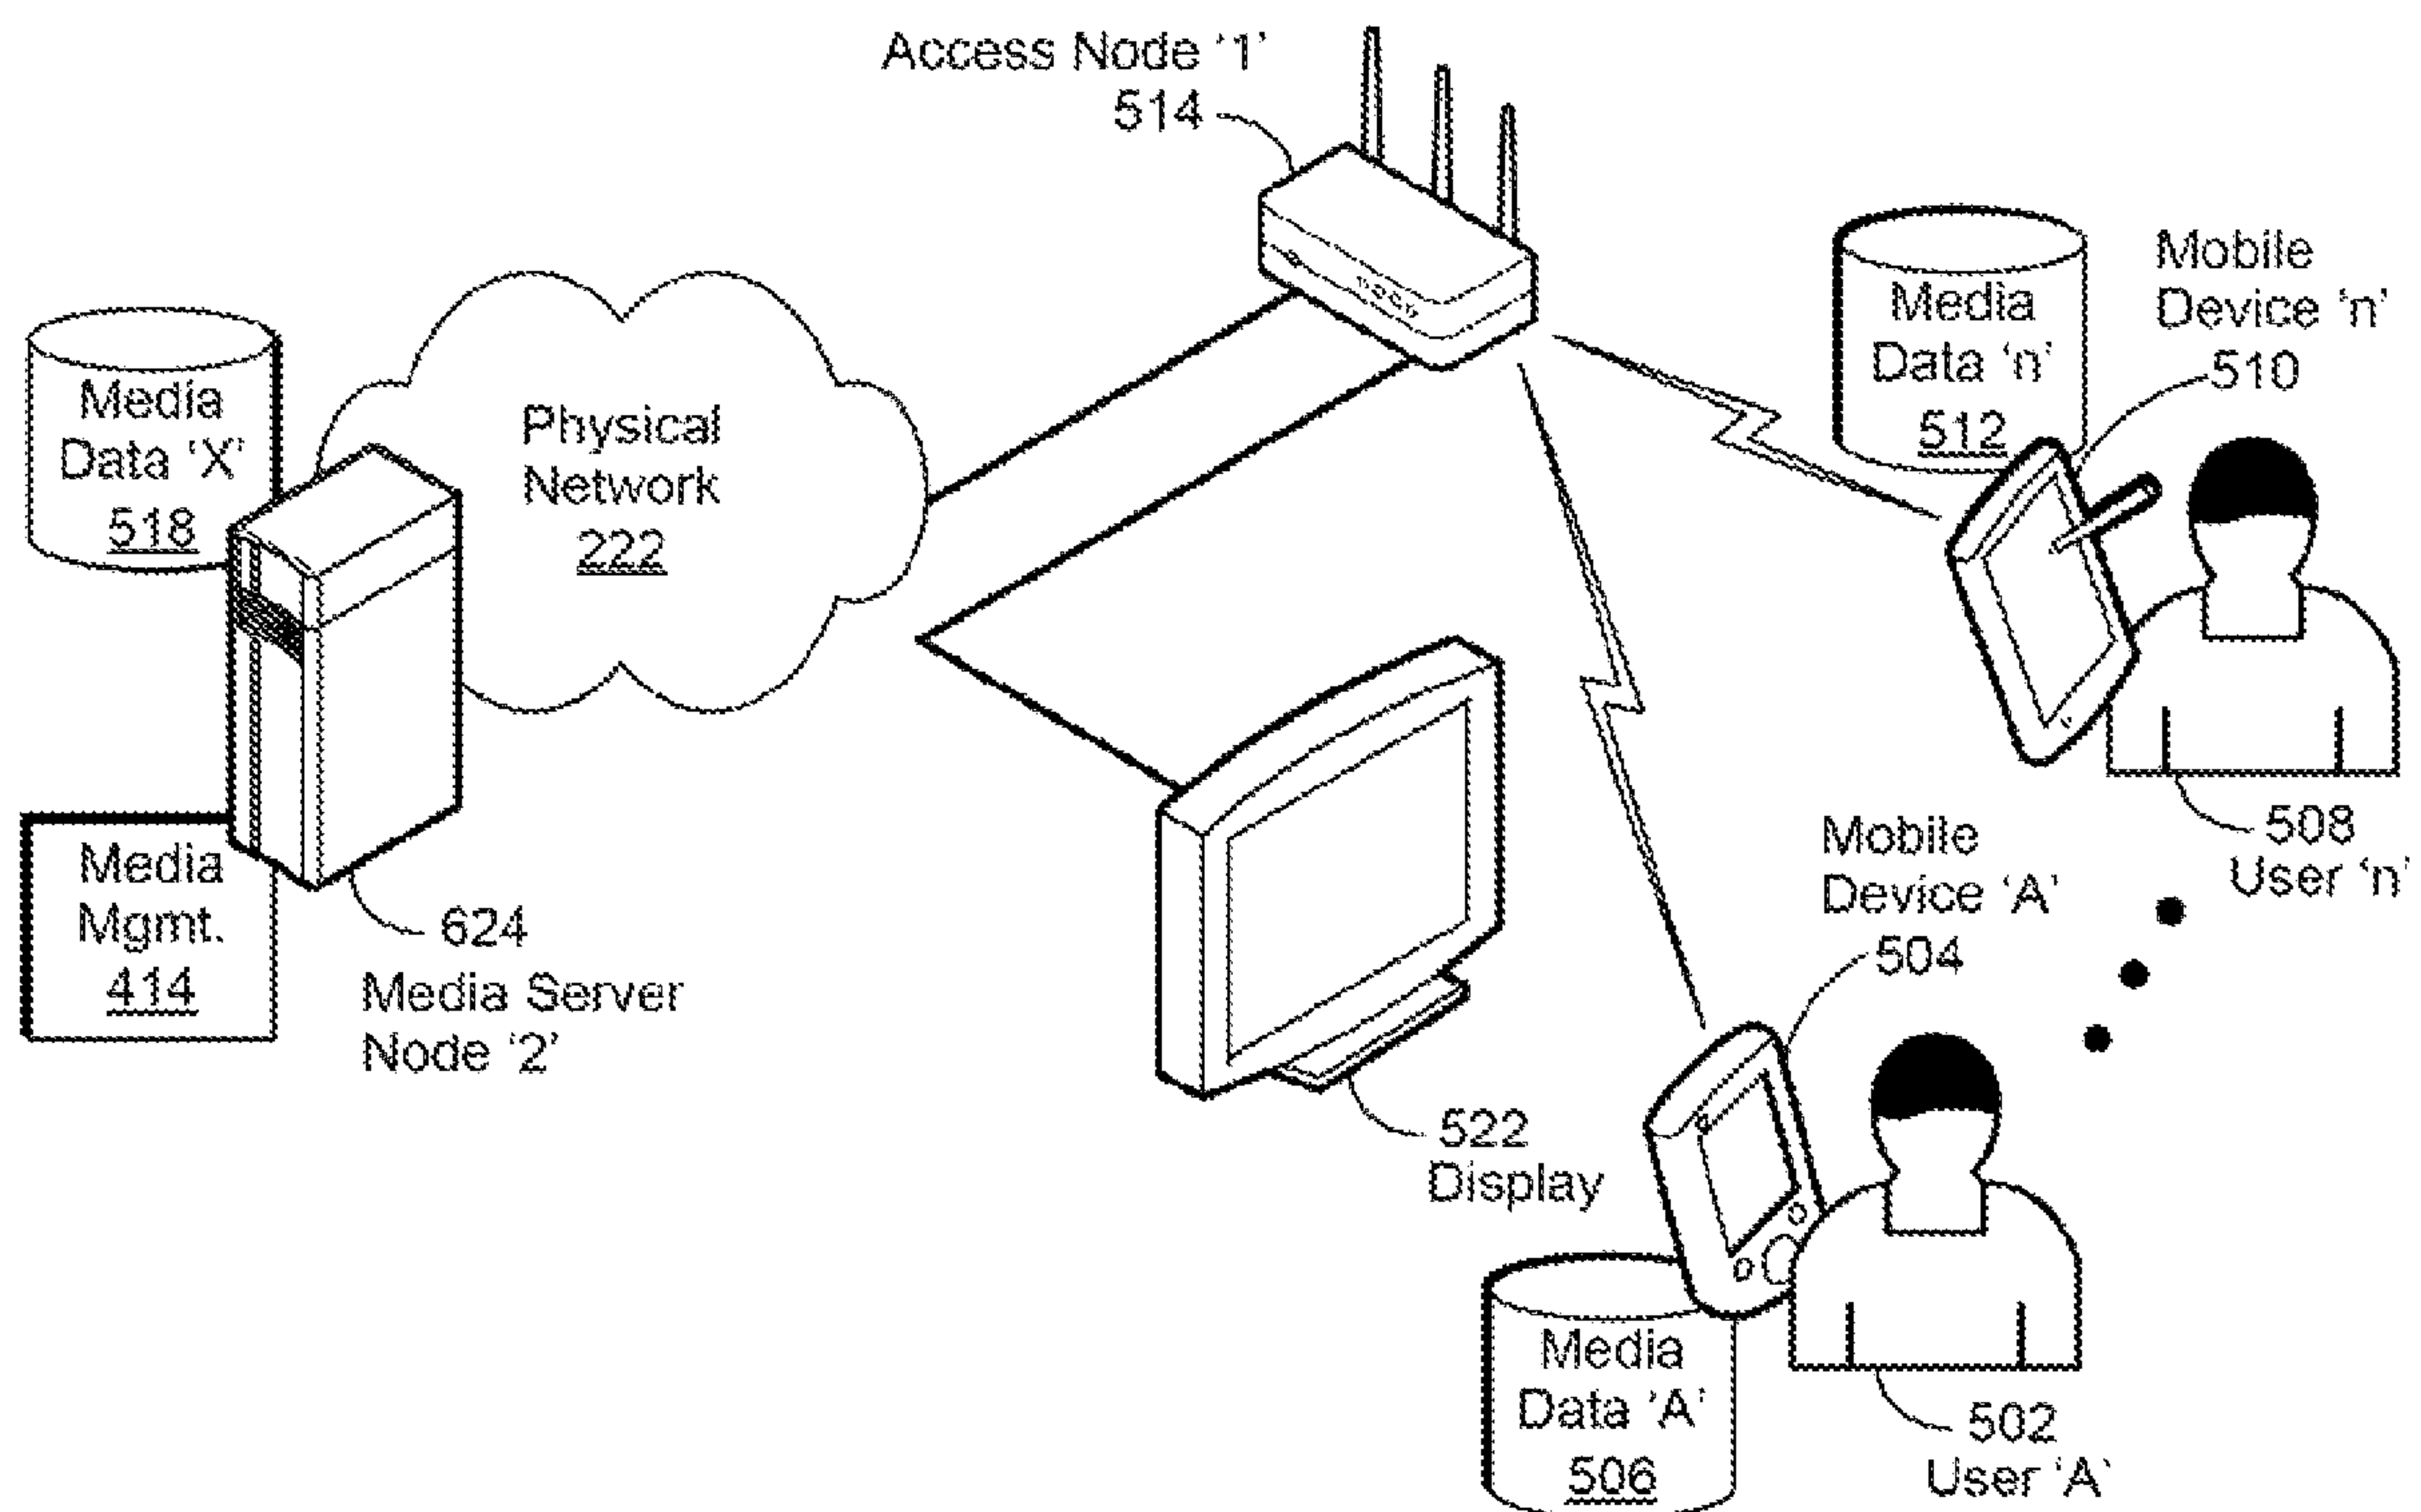 Access Node ‘1’
514
Mobile
Device ‘n’
510
Media
Data ‘n’
512
Media
Data ‘X’
518
Physical
Network
222
508
User ‘n’
Mobile
Device ‘A’
504
Media
Mgmt.
414
624
Media Server
Node ‘2’
522
Display
Media
Data ‘A’
506
502
User ‘A’